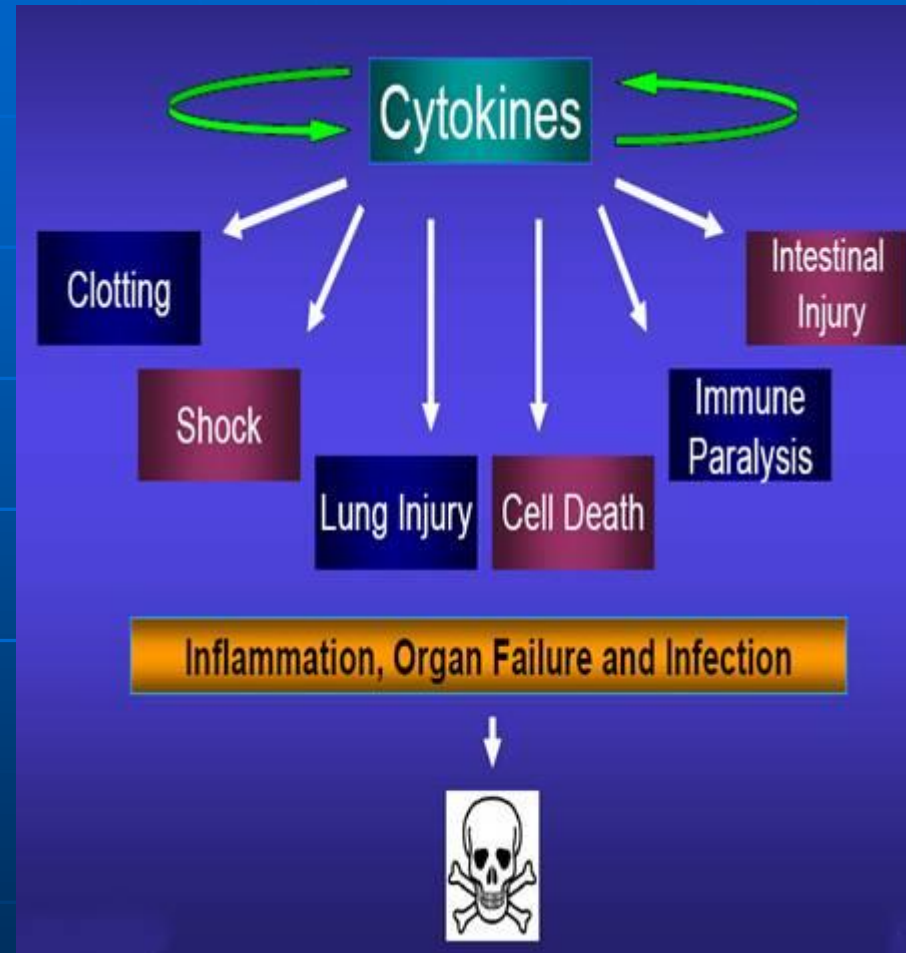 Cytokines
Clotting
Intestinal
Injury
Shock
Immune
Paralysis
Lung Injury
Cell Death
Inflammation, Organ Failure and Infection